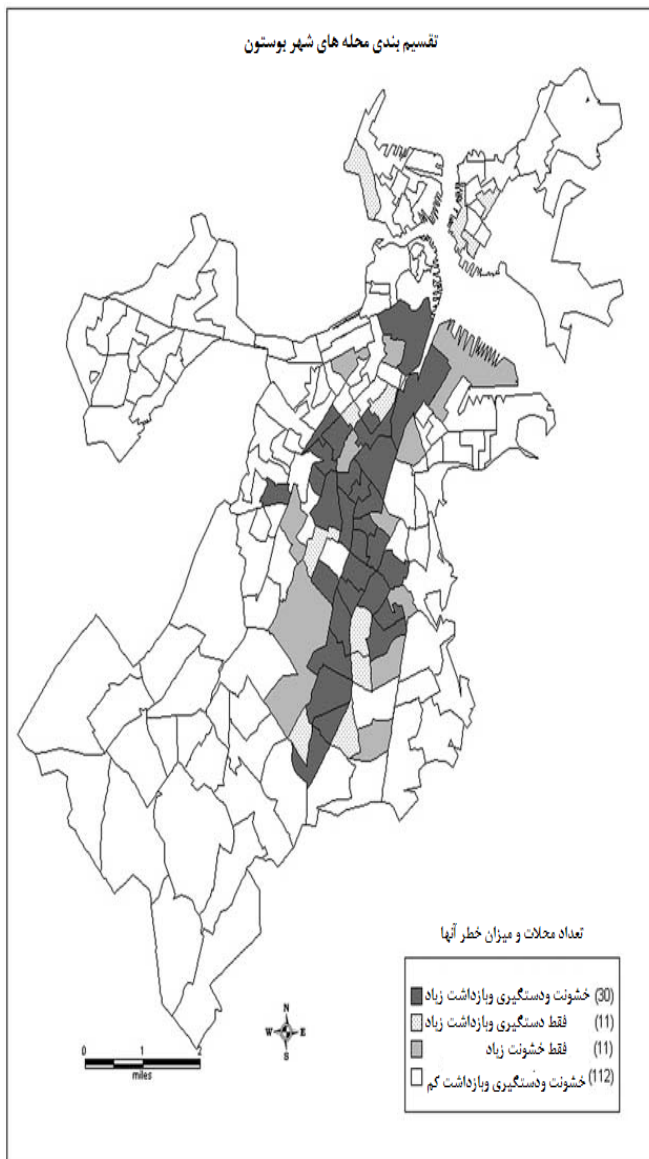 تقسیم بندی محله های شهر بوستون
تعداد محلات و میزان خطر آنها
خشونت ودستگیری وبازداشت زیاد (30)
فقط دستگیری وبازداشت زیاد (11)
فقط خشونت زیاد (11)
خشونت ودستگیری وبازداشت کم (112)
N
W E
S
0 1 2
miles